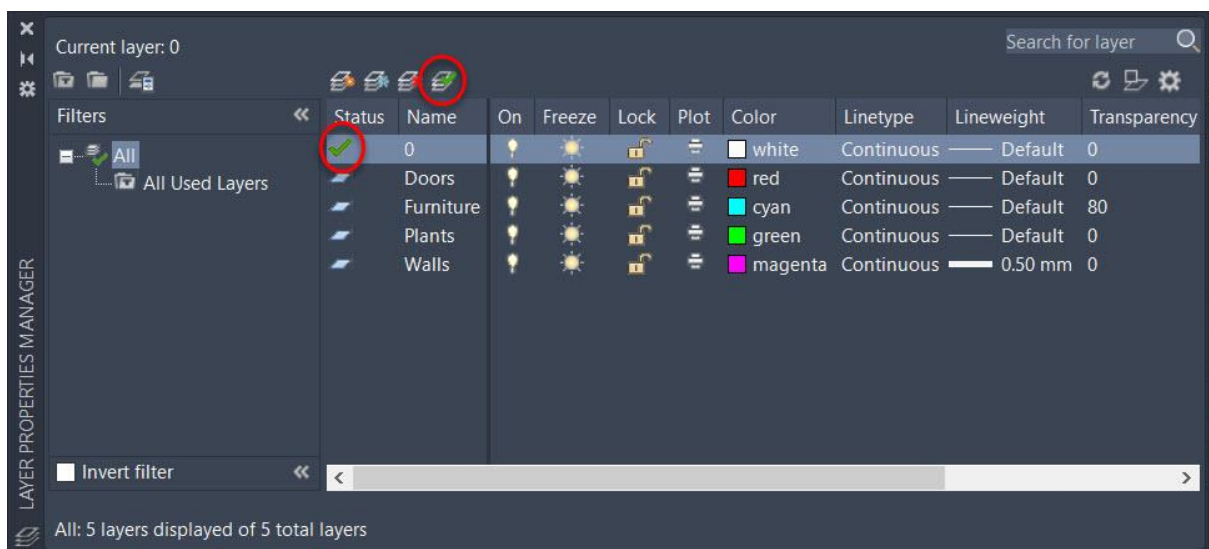 Current layer: 0
Search for layer
Filters
Status Name On Freeze Lock Plot Color Linetype Lineweight Transparency
All
All Used Layers
0 white Continuous Default 0
Doors red Continuous Default 0
Furniture cyan Continuous Default 80
Plants green Continuous Default 0
Walls magenta Continuous 0.50 mm 0
Invert filter
LAYER PROPERTIES MANAGER
All: 5 layers displayed of 5 total layers